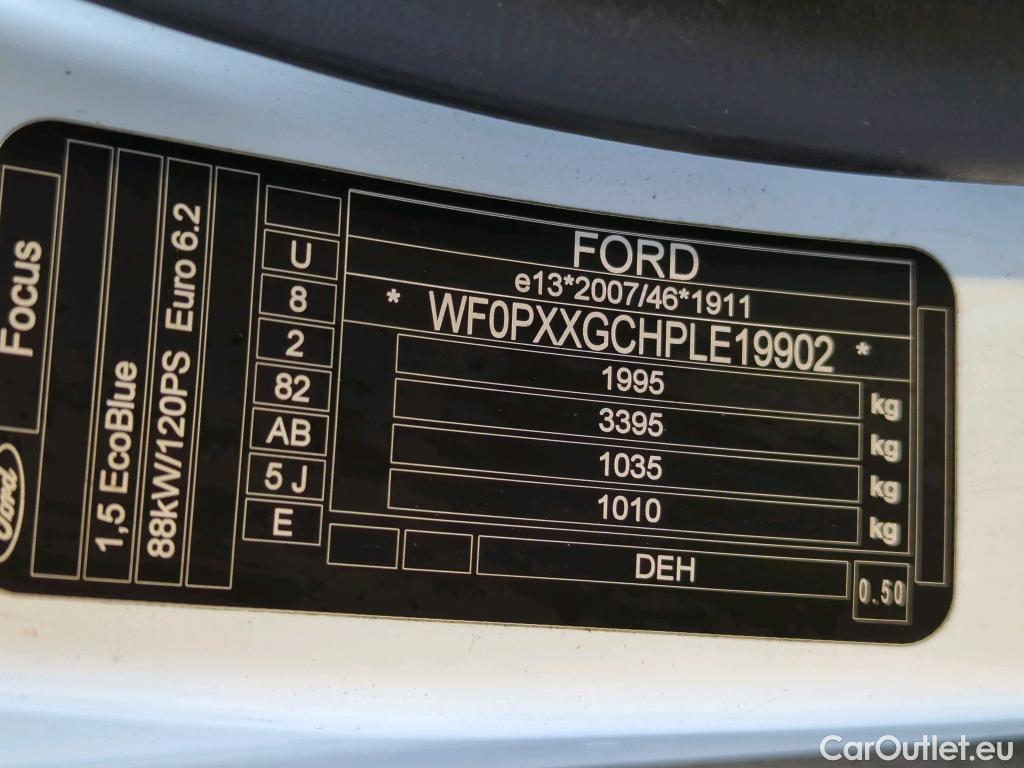 Ford
Focus
1,5 EcoBlue
88kW/120PS Euro 6.2
U
8
2
82
AB
5 J
E
FORD
e13*2007/46*1911
* WF0PXXGCHPLE19902 *
1995 kg
3395 kg
1035 kg
1010 kg
DEH
0.50
CarOutlet.eu